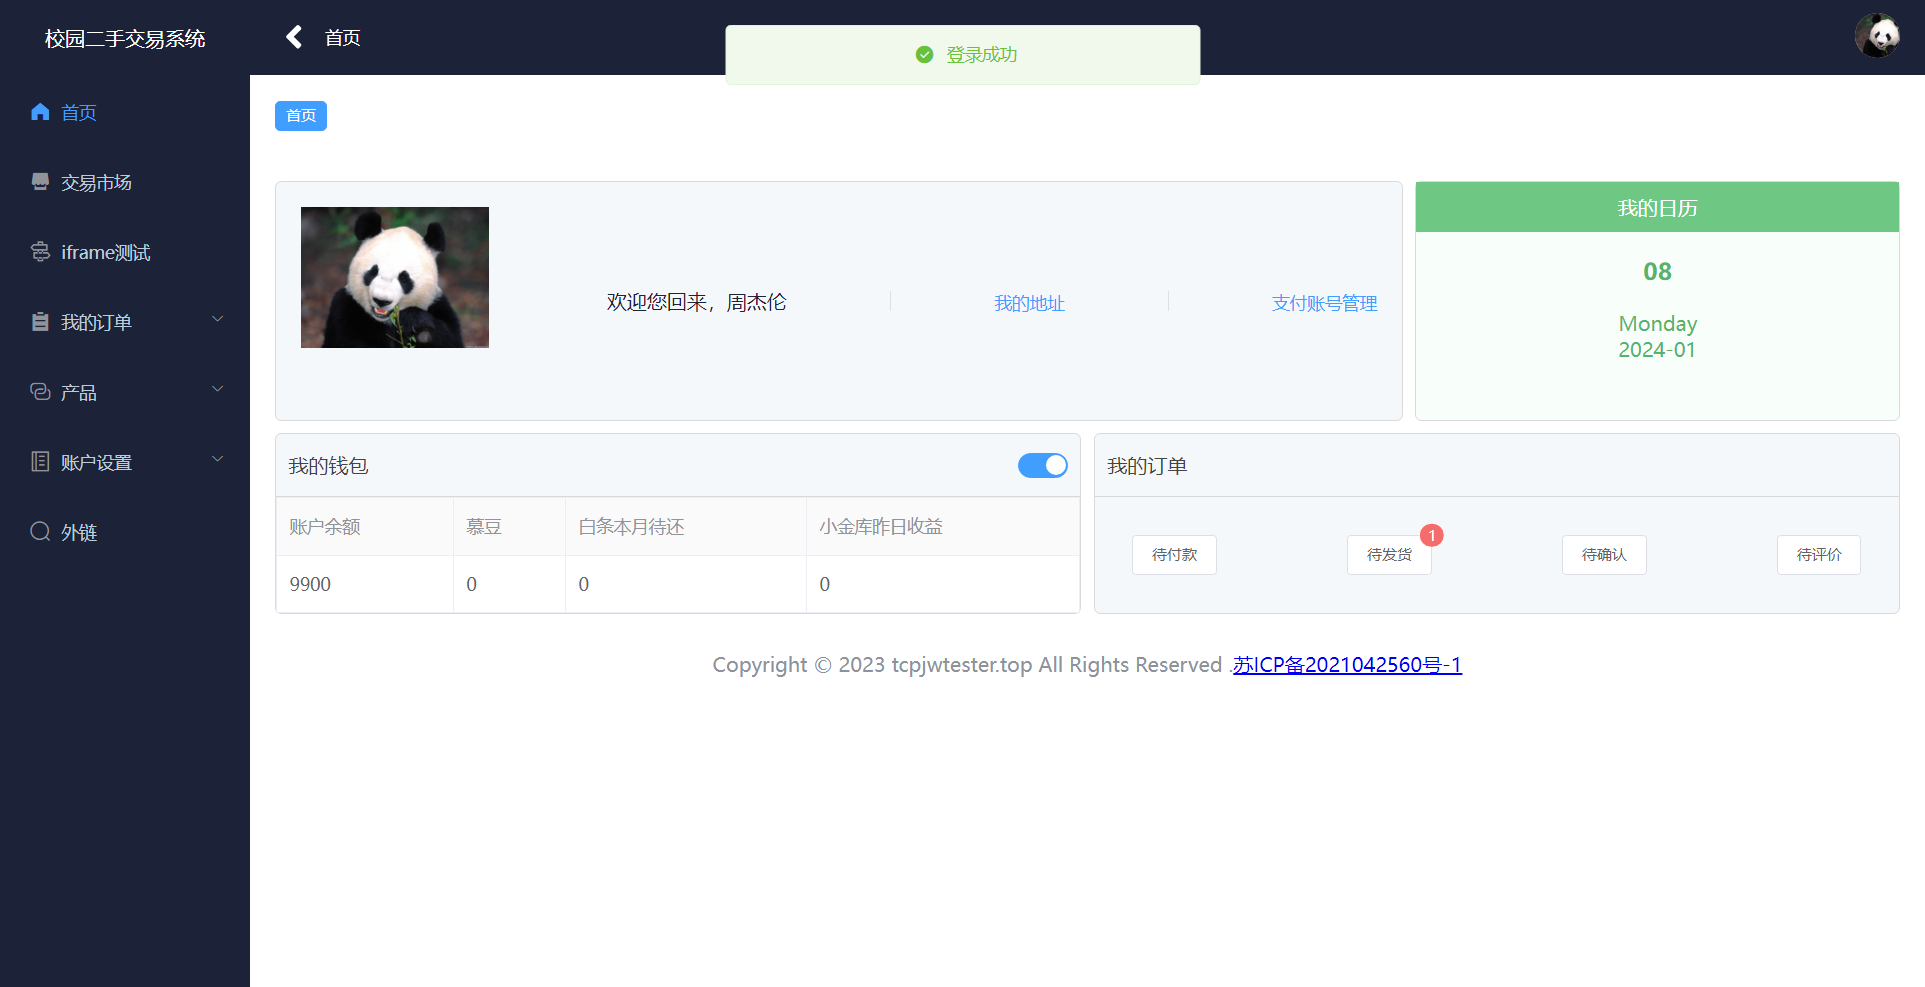 校园二手交易系统
首页
登录成功
首页
交易市场
iframe测试
我的订单
产品
账户设置
外链
首页
欢迎您回来，周杰伦
我的地址
支付账号管理
我的日历
08
Monday
2024-01
我的钱包
账户余额 慕豆 白条本月待还 小金库昨日收益
9900 0 0 0
我的订单
待付款
待发货 1
待确认
待评价
Copyright © 2023 tcpjwtester.top All Rights Reserved .苏ICP备2021042560号-1